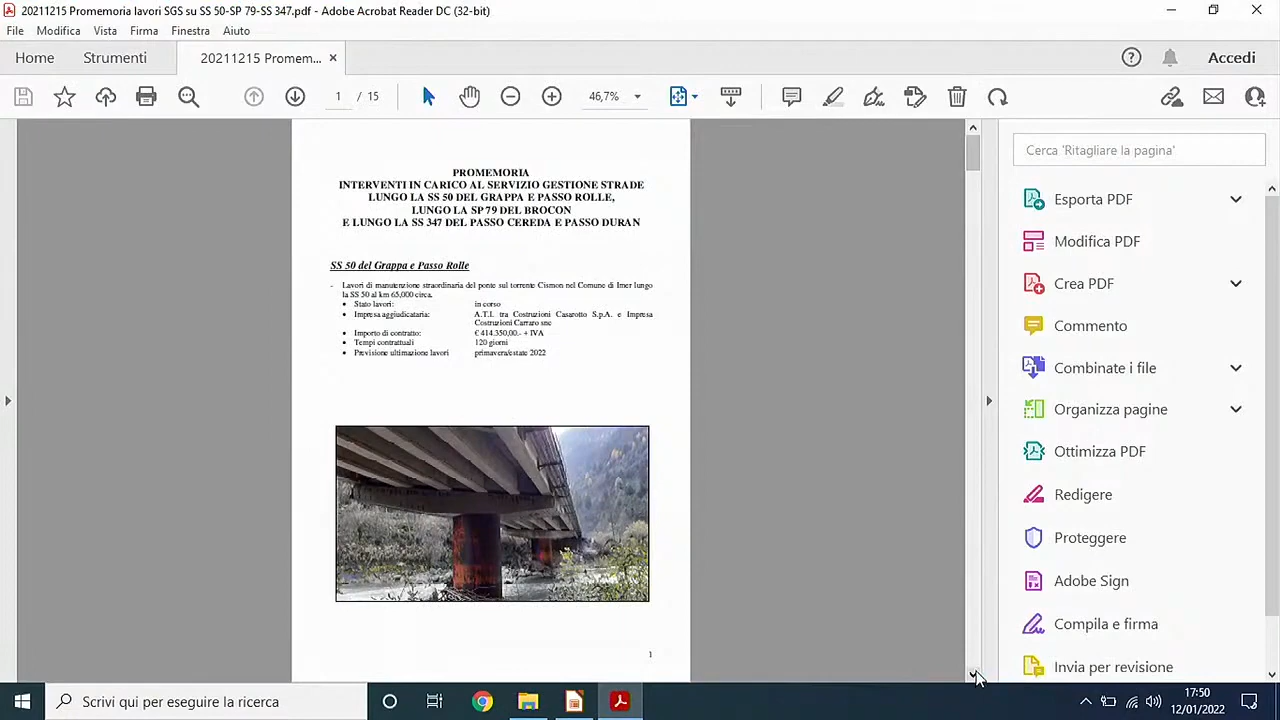 20211215 Promemoria lavori SGS su SS 50-SP 79-SS 347.pdf - Adobe Acrobat Reader DC (32-bit)
File Modifica Vista Firma Finestra Aiuto
Home Strumenti 20211215 Promem... × Accedi
1 / 15 46,7%
PROMEMORIA
INTERVENTI IN CARICO AL SERVIZIO GESTIONE STRADE
LUNGO LA SS 50 DEL GRAPPA E PASSO ROLLE,
LUNGO LA SP 79 DEL BROCON
E LUNGO LA SS 347 DEL PASSO CEREDA E PASSO DURAN
SS 50 del Grappa e Passo Rolle
- Lavori di manutenzione straordinaria del ponte sul torrente Cismon nel Comune di Imer lungo
la SS 50 al km 65,000 circa.
• Stato lavori: in corso
• Impresa aggiudicataria: A.T.I. tra Costruzioni Casarotto S.p.A. e Impresa
Costruzioni Carraro snc
• Importo di contratto: € 414.350,00.- + IVA
• Tempi contrattuali 120 giorni
• Previsione ultimazione lavori primavera/estate 2022
1
Cerca 'Ritagliare la pagina'
Esporta PDF
Modifica PDF
Crea PDF
Commento
Combinate i file
Organizza pagine
Ottimizza PDF
Redigere
Proteggere
Adobe Sign
Compila e firma
Invia per revisione
Scrivi qui per eseguire la ricerca
17:50
12/01/2022